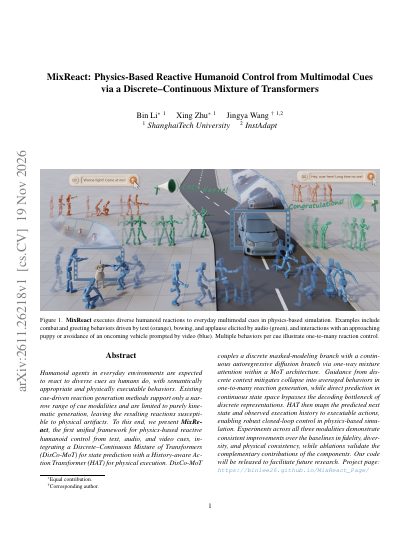 MixReact: Physics-Based Reactive Humanoid Control from Multimodal Cues
via a Discrete–Continuous Mixture of Transformers
Bin Li* 1 Xing Zhu* 1 Jingya Wang † 1,2
1 ShanghaiTech University 2 InstAdapt
arXiv:2611.26218v1 [cs.CV] 19 Nov 2026
Congratulations!
Figure 1. MixReact executes diverse humanoid reactions to everyday multimodal cues in physics-based simulation. Examples include
combat and greeting behaviors driven by text (orange), bowing, and applause elicited by audio (green), and interactions with an approaching
puppy or avoidance of an oncoming vehicle prompted by video (blue). Multiple behaviors per cue illustrate one-to-many reaction control.
Abstract
Humanoid agents in everyday environments are expected
to react to diverse cues as humans do, with semantically
appropriate and physically executable behaviors. Existing
cue-driven reaction generation methods support only a nar-
row range of cue modalities and are limited to purely kine-
matic generation, leaving the resulting reactions suscepti-
ble to physical artifacts. To this end, we present MixRe-
act, the first unified framework for physics-based reactive
humanoid control from text, audio, and video cues, in-
tegrating a Discrete–Continuous Mixture of Transformers
(DisCo-MoT) for state prediction with a History-aware Ac-
tion Transformer (HAT) for physical execution. DisCo-MoT
couples a discrete masked-modeling branch with a contin-
uous autoregressive diffusion branch via one-way mixture
attention within a MoT architecture. Guidance from dis-
crete context mitigates collapse into averaged behaviors in
one-to-many reaction generation, while direct prediction in
continuous state space bypasses the decoding bottleneck of
discrete representations. HAT then maps the predicted next
state and observed execution history to executable actions,
enabling robust closed-loop control in physics-based simu-
lation. Experiments across all three modalities demonstrate
consistent improvements over the baselines in fidelity, diver-
sity, and physical consistency, while ablations validate the
complementary contributions of the components. Our code
will be released to facilitate future research. Project page:
https://binlee26.github.io/MixReact_Page/
*Equal contribution.
†Corresponding author.
1